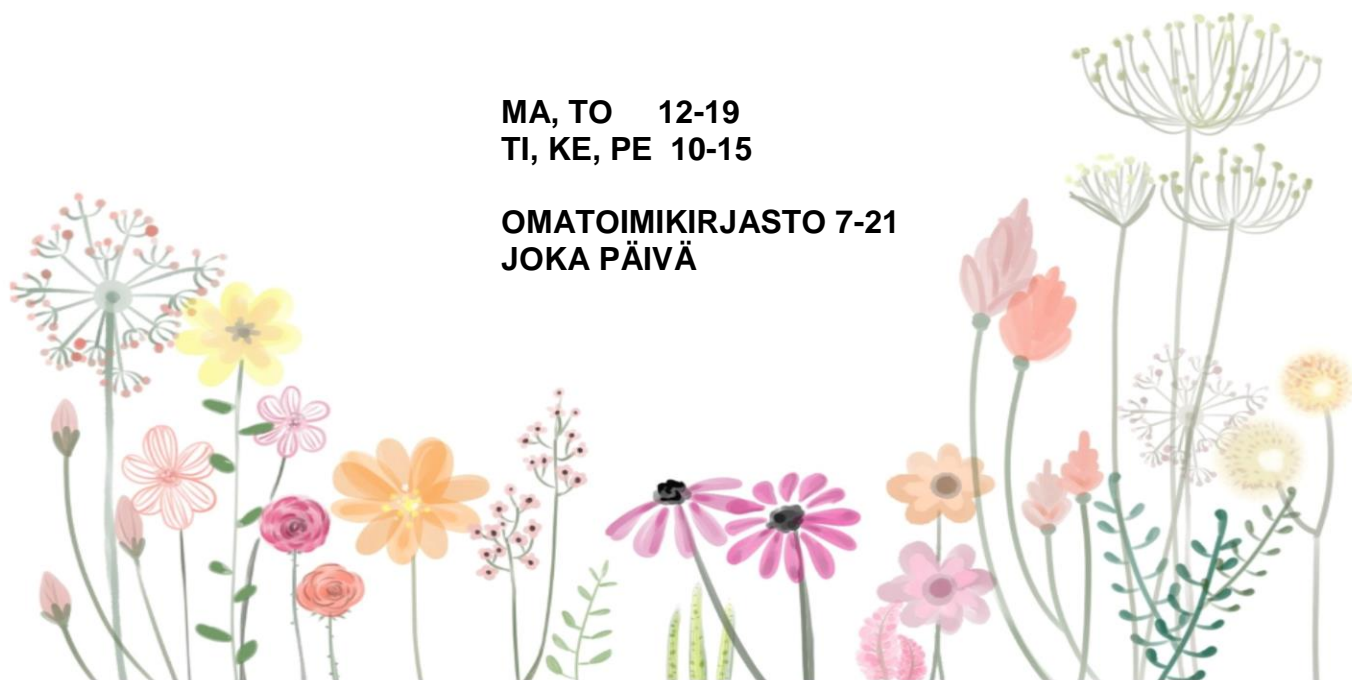 MA, TO 12-19
TI, KE, PE 10-15
OMATOIMIKIRJASTO 7-21
JOKA PÄIVÄ